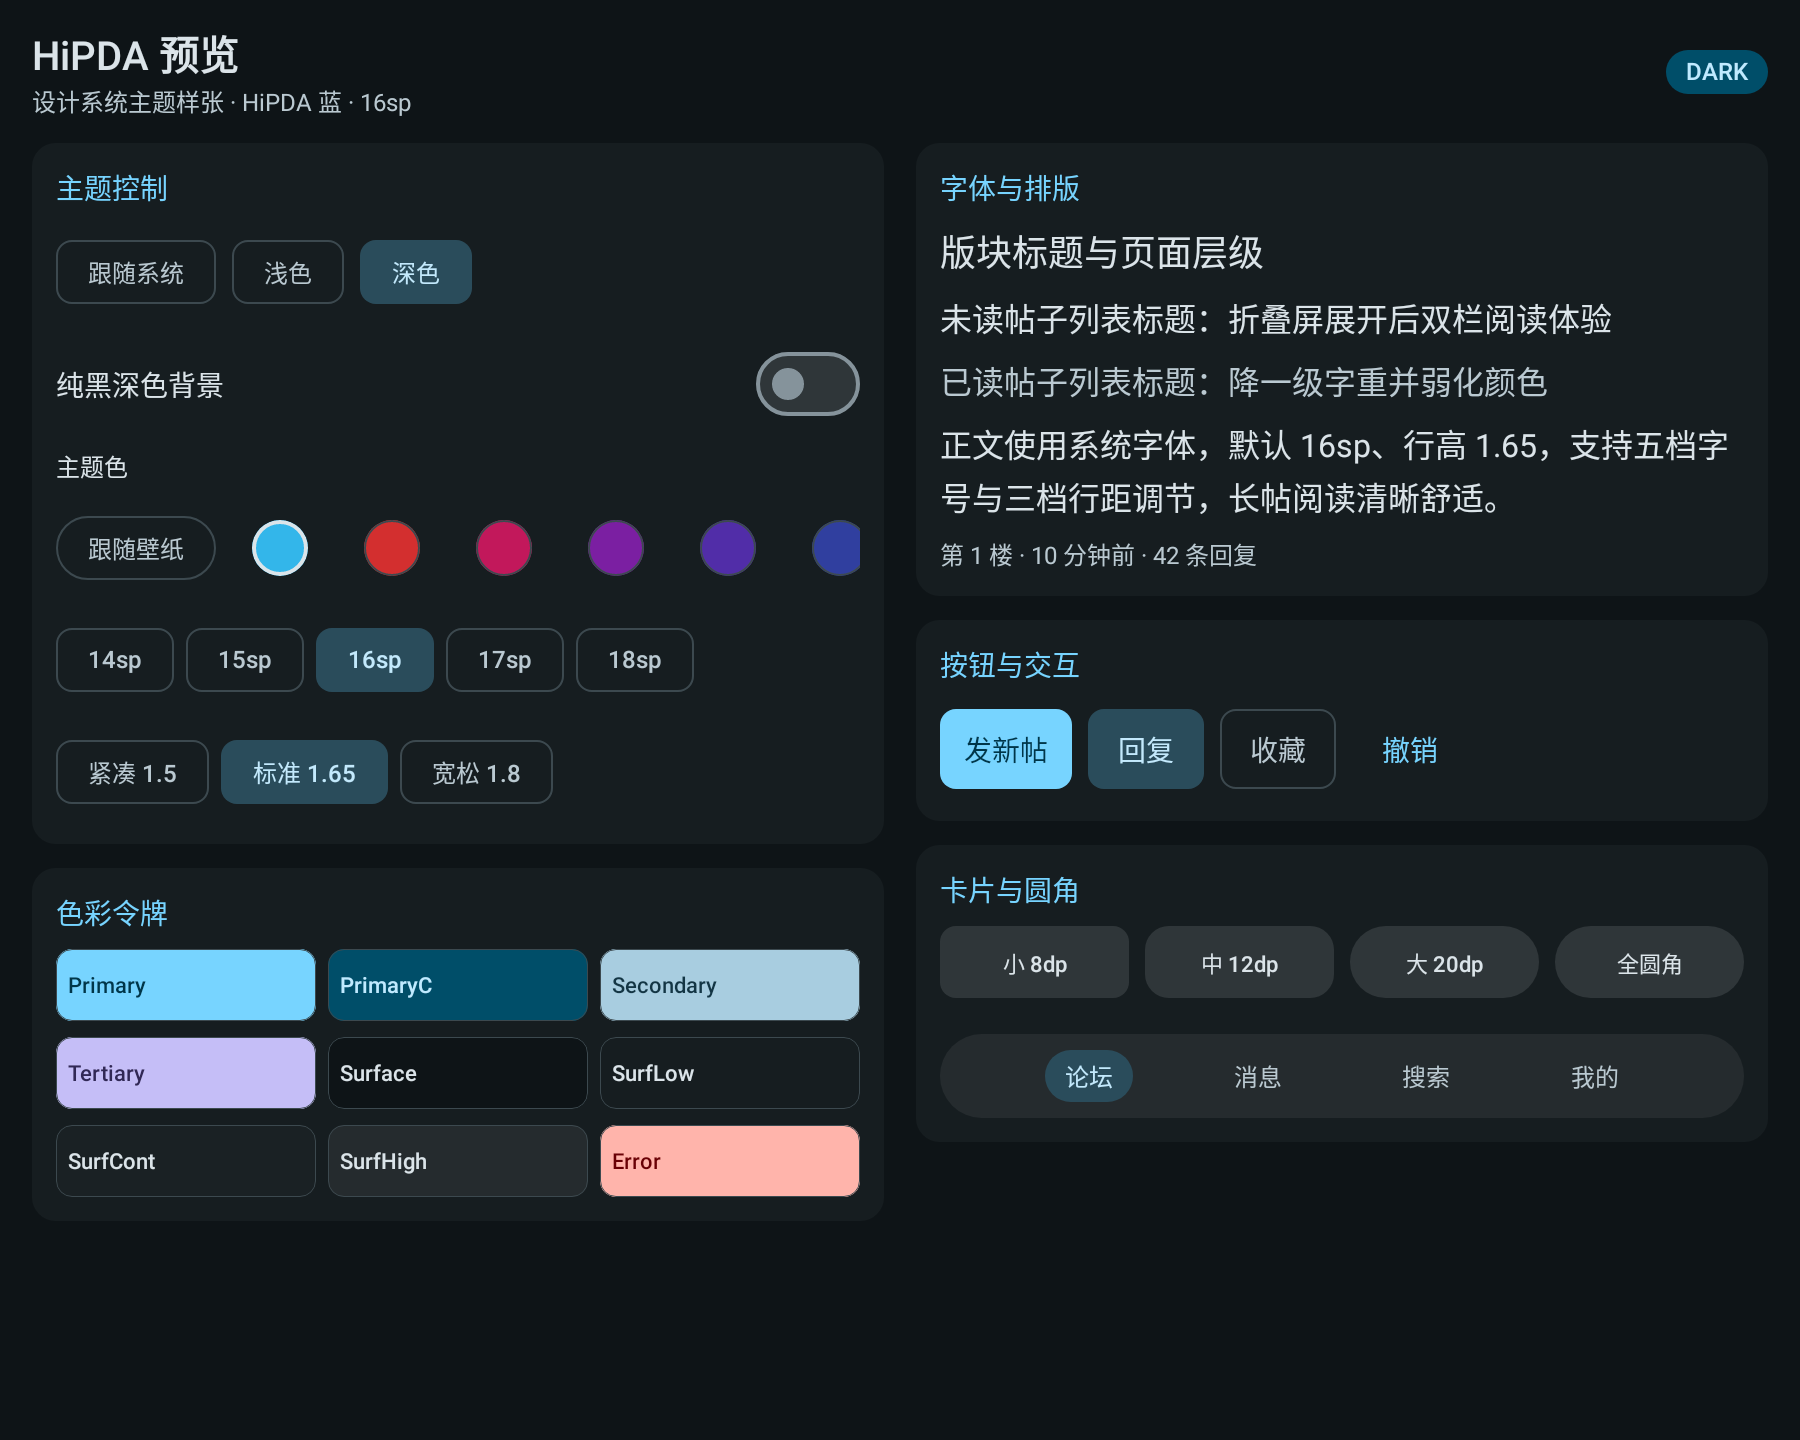 HiPDA 预览
设计系统主题样张 · HiPDA 蓝 · 16sp
DARK
主题控制
跟随系统
浅色
深色
纯黑深色背景
主题色
跟随壁纸
14sp
15sp
16sp
17sp
18sp
紧凑 1.5
标准 1.65
宽松 1.8
色彩令牌
Primary
PrimaryC
Secondary
Tertiary
Surface
SurfLow
SurfCont
SurfHigh
Error
字体与排版
版块标题与页面层级
未读帖子列表标题：折叠屏展开后双栏阅读体验
已读帖子列表标题：降一级字重并弱化颜色
正文使用系统字体，默认 16sp、行高 1.65，支持五档字
号与三档行距调节，长帖阅读清晰舒适。
第 1 楼 · 10 分钟前 · 42 条回复
按钮与交互
发新帖
回复
收藏
撤销
卡片与圆角
小 8dp
中 12dp
大 20dp
全圆角
论坛
消息
搜索
我的